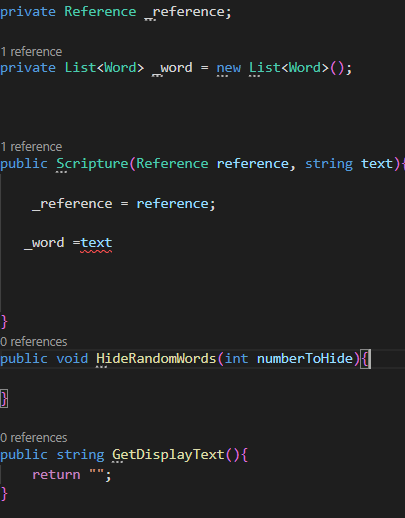 private Reference _reference;
1 reference
private List<Word> _word = new List<Word>();
1 reference
public Scripture(Reference reference, string text){
_reference = reference;
_word =text
}
0 references
public void HideRandomWords(int numberToHide){
}
0 references
public string GetDisplayText(){
return "";
}